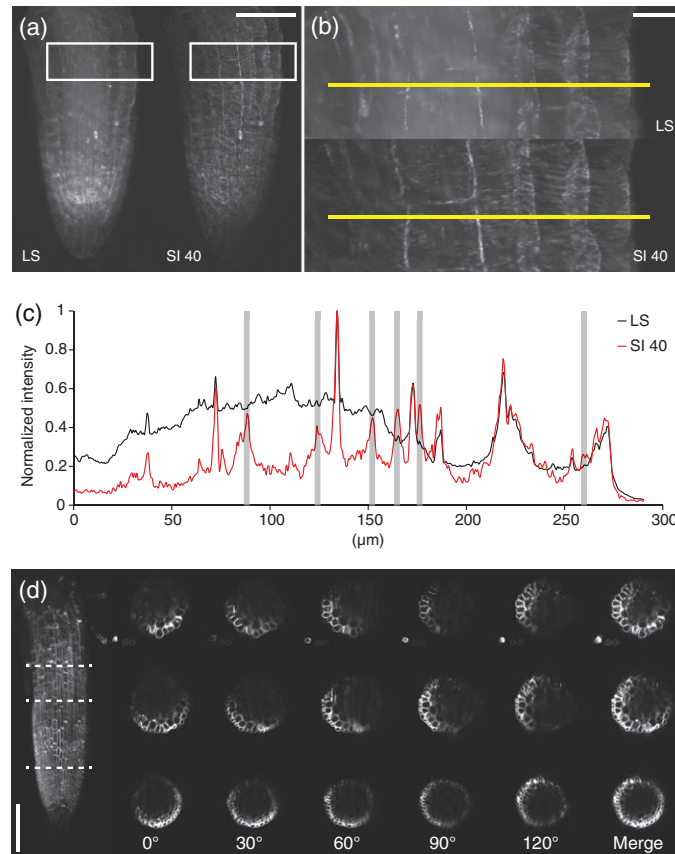 (a)
LS
SI 40
(b)
LS
SI 40
(c)
LS
SI 40
Normalized intensity
1
0.8
0.6
0.4
0.2
0
0 50 100 150 200 250 300
(µm)
(d)
0° 30° 60° 90° 120° Merge